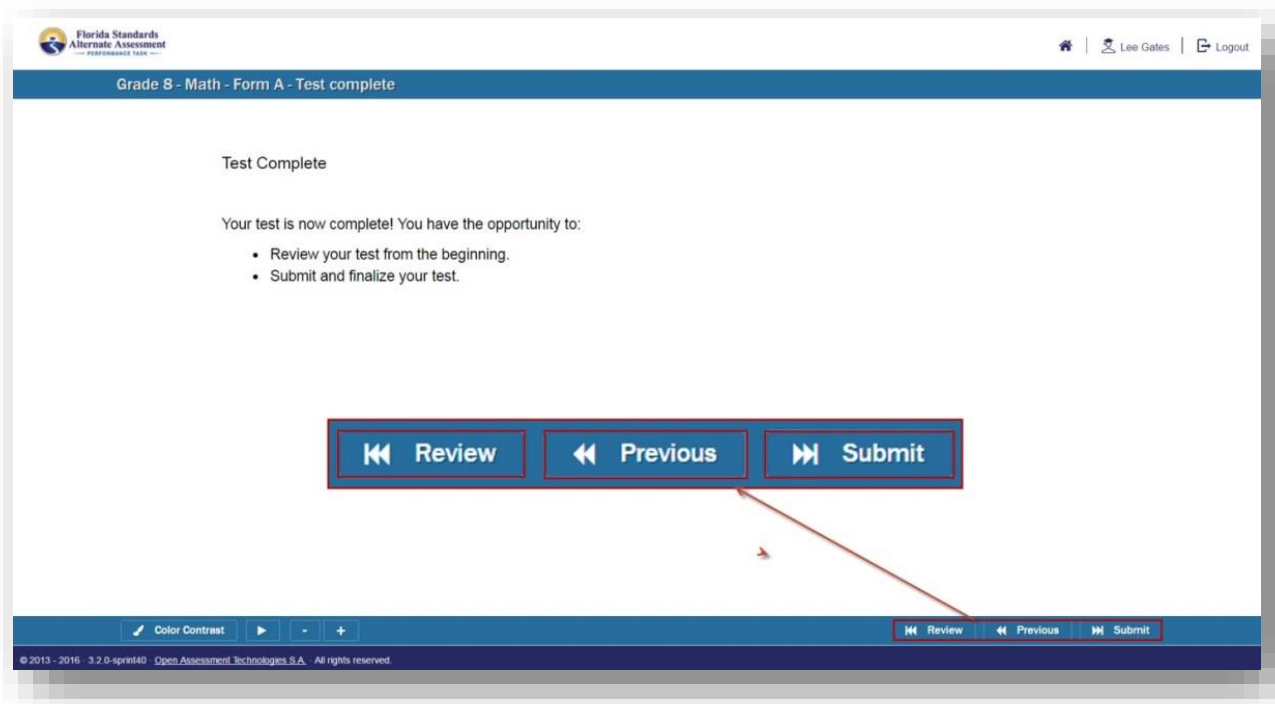 Florida Standards
Alternate Assessment
PERFORMANCE TASK
Lee Gates
Logout
Grade 8 - Math - Form A - Test complete
Test Complete
Your test is now complete! You have the opportunity to:
• Review your test from the beginning.
• Submit and finalize your test.
Review Previous Submit
Color Contrast - +
Review Previous Submit
© 2013 - 2016 · 3.2.0-sprint40 · Open Assessment Technologies S.A. · All rights reserved.